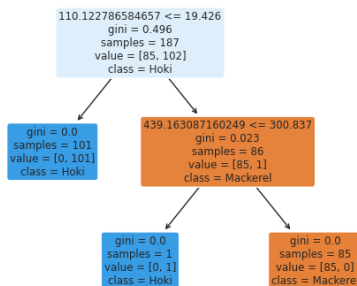 110.122786584657 <= 19.426
gini = 0.496
samples = 187
value = [85, 102]
class = Hoki
gini = 0.0
samples = 101
value = [0, 101]
class = Hoki
439.163087160249 <= 300.837
gini = 0.023
samples = 86
value = [85, 1]
class = Mackerel
gini = 0.0
samples = 1
value = [0, 1]
class = Hoki
gini = 0.0
samples = 85
value = [85, 0]
class = Mackerel